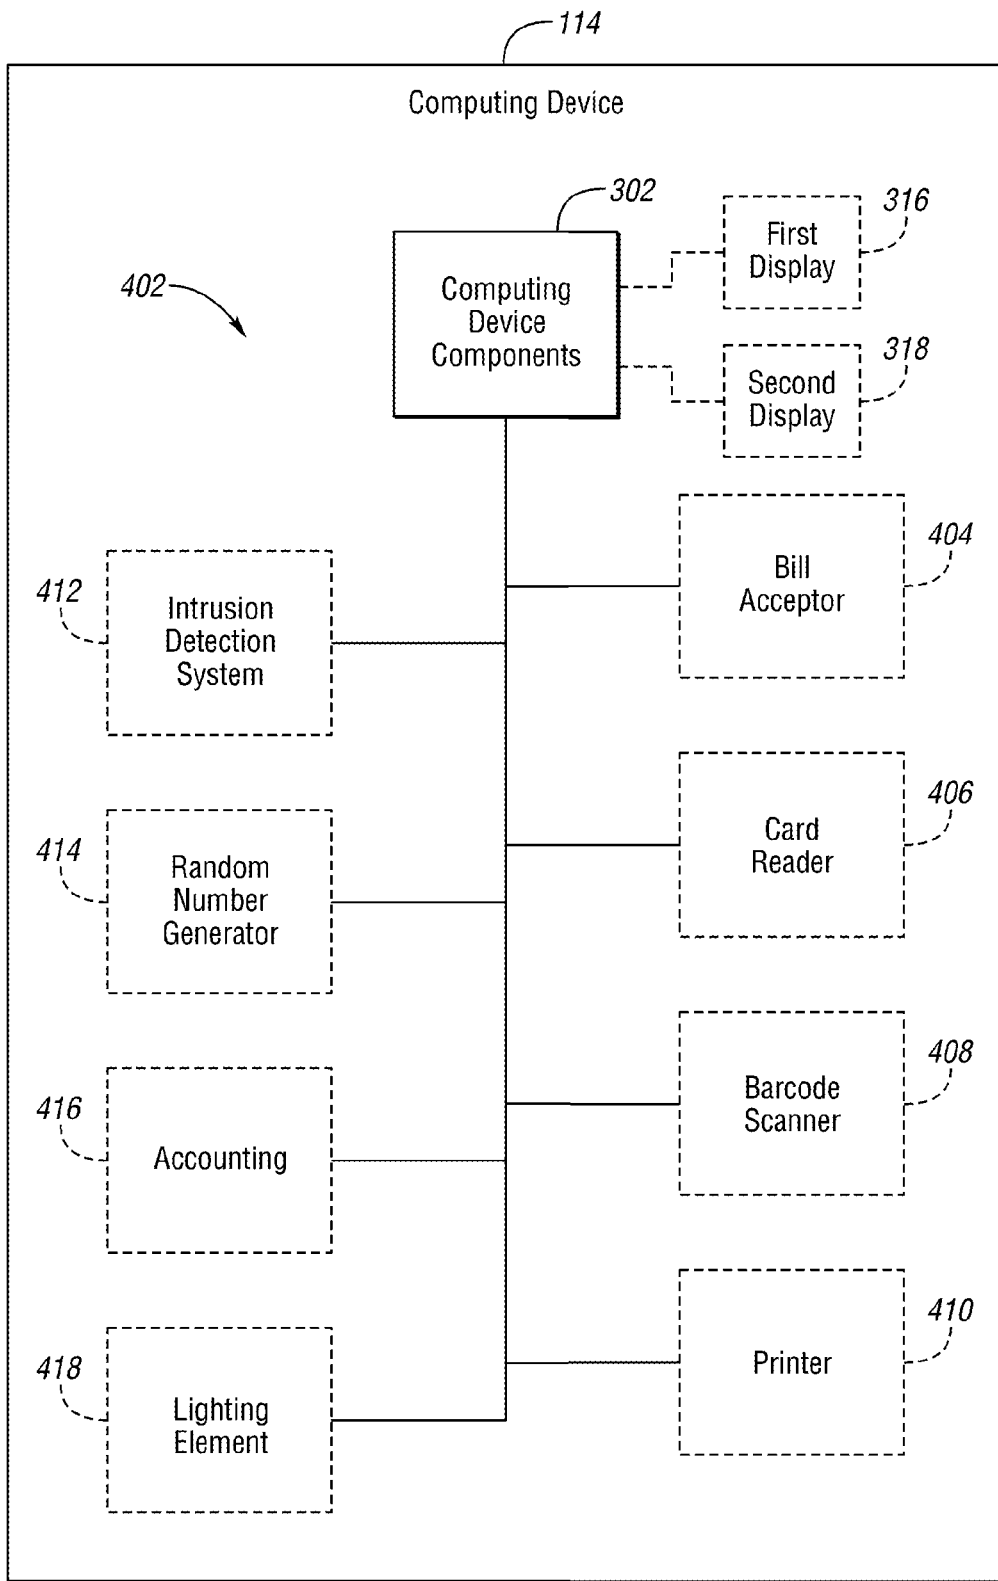 114
Computing Device
302
316
First
Display
402
Computing
Device
Components
318
Second
Display
404
Bill
Acceptor
412
Intrusion
Detection
System
406
Card
Reader
414
Random
Number
Generator
408
Barcode
Scanner
416
Accounting
410
Printer
418
Lighting
Element